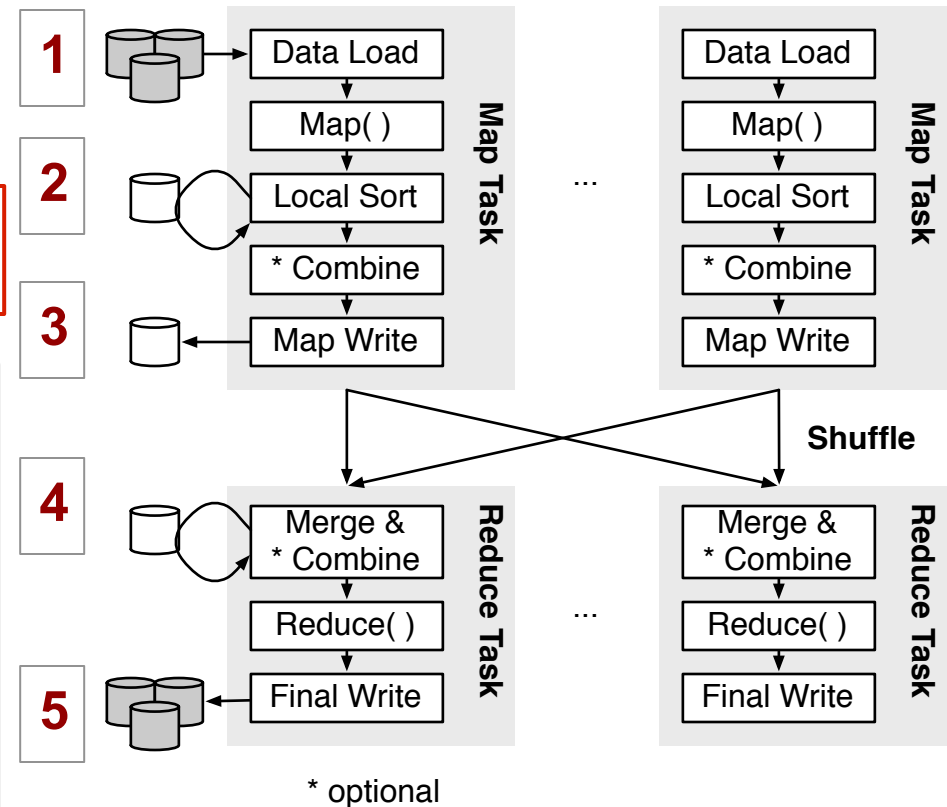 1
Data Load
Data Load
Map( )
Map( )
Map Task
Map Task
2
Local Sort
...
Local Sort
* Combine
* Combine
3
Map Write
Map Write
Shuffle
4
Merge &
* Combine
Merge &
* Combine
Reduce Task
Reduce Task
Reduce( )
...
Reduce( )
5
Final Write
Final Write
* optional